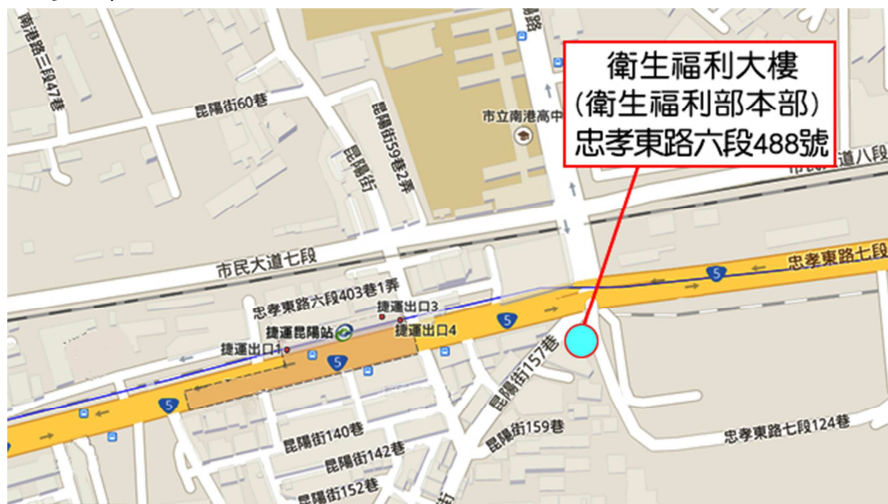 南港路三段47巷
昆陽街60巷
昆陽街59巷2弄
昆陽街
市立南港高中
衛生福利大樓
(衛生福利部本部)
忠孝東路六段488號
市民大道八段
市民大道七段
忠孝東路七段
5
忠孝東路六段403巷1弄
捷運出口3
捷運出口4
捷運昆陽站
捷運出口1
5
5
5
5
昆陽街157巷
昆陽街140巷
昆陽街142巷
昆陽街152巷
昆陽街159巷
忠孝東路七段124巷